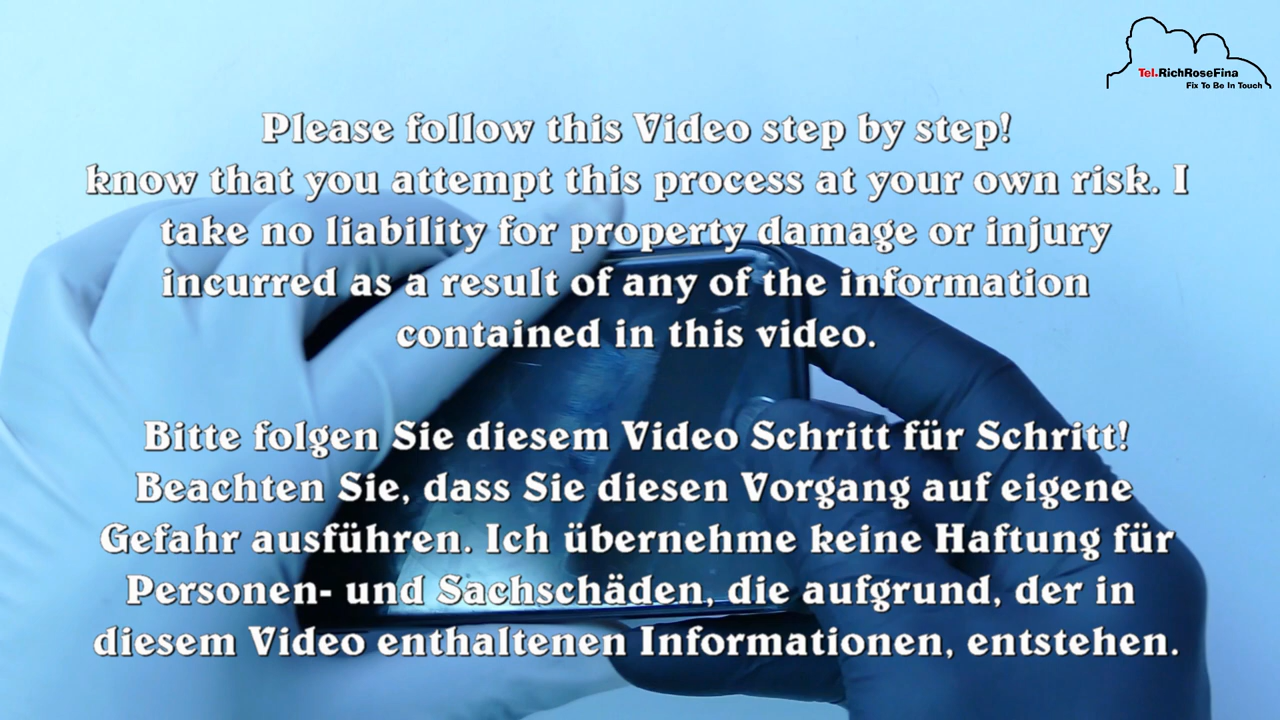 Tel.RichRoseFina
Fix To Be In Touch
Please follow this Video step by step!
know that you attempt this process at your own risk. I
take no liability for property damage or injury
incurred as a result of any of the information
contained in this video.
Bitte folgen Sie diesem Video Schritt für Schritt!
Beachten Sie, dass Sie diesen Vorgang auf eigene
Gefahr ausführen. Ich übernehme keine Haftung für
Personen- und Sachschäden, die aufgrund, der in
diesem Video enthaltenen Informationen, entstehen.